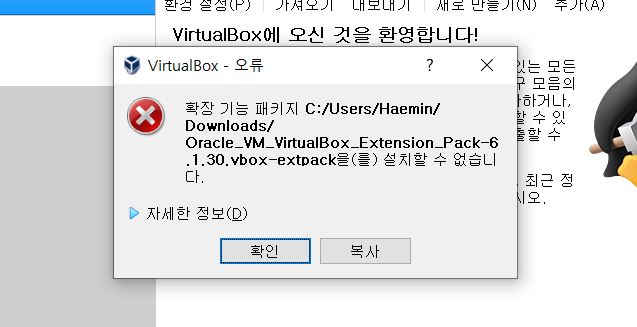 환경 설정(P) 가져오기 내보내기 새로 만들기(N) 추가(A)
VirtualBox에 오신 것을 환영합니다!
VirtualBox - 오류 ? ×
확장 기능 패키지 C:/Users/Haemin/
Downloads/
Oracle_VM_VirtualBox_Extension_Pack-6
.1.30.vbox-extpack을(를) 설치할 수 없습니
다.
자세한 정보(D)
확인 복사
있는 모든
구 모음의
하거나,
할 수 있
출할 수
최근 정
시오.